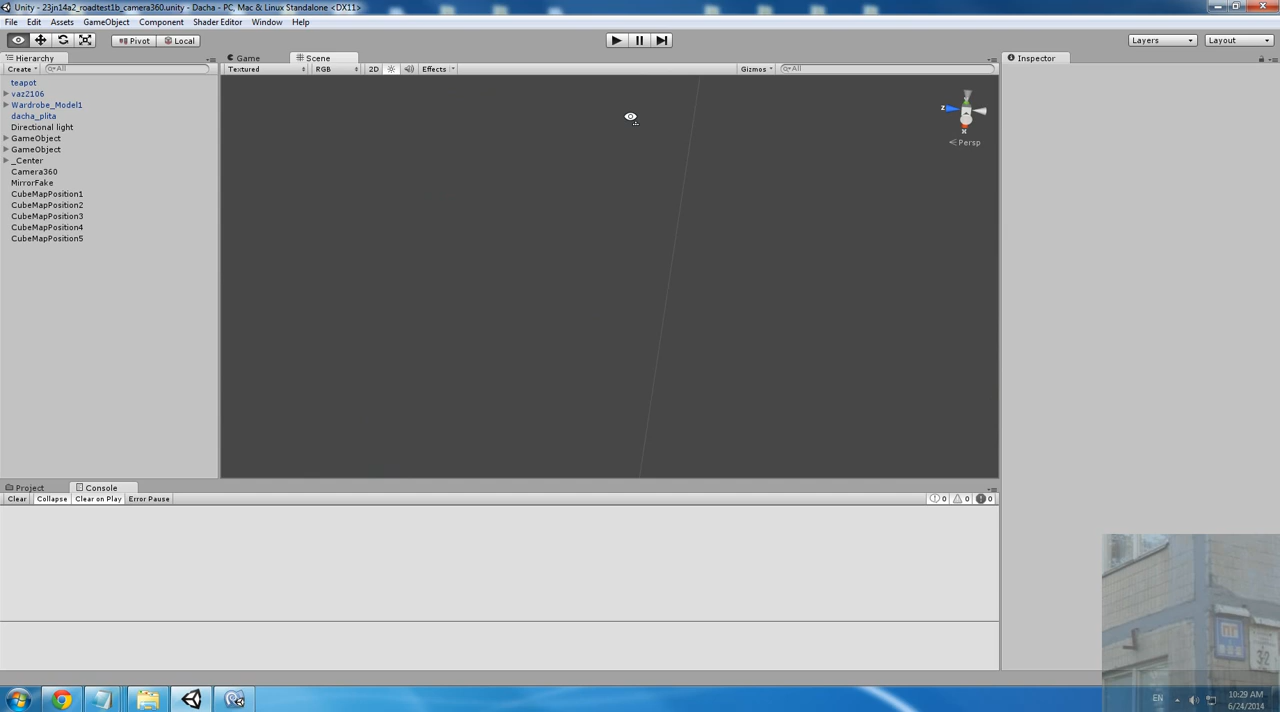 Unity - 23jn14a2_roadtest1b_camera360.unity - Dacha - PC, Mac & Linux Standalone <DX11>
File Edit Assets GameObject Component Shader Editor Window Help
Pivot Local Layers Layout
Hierarchy Game Scene Inspector
Create All Textured RGB 2D Effects Gizmos All
teapot
vaz2106
Wardrobe_Model1
dacha_plita
Directional light
GameObject
GameObject
_Center
Camera360
MirrorFake
CubeMapPosition1
CubeMapPosition2
CubeMapPosition3
CubeMapPosition4
CubeMapPosition5
z
Persp
Project Console
Clear Collapse Clear on Play Error Pause 0 0 0
32
EN 10:29 AM
6/24/2014